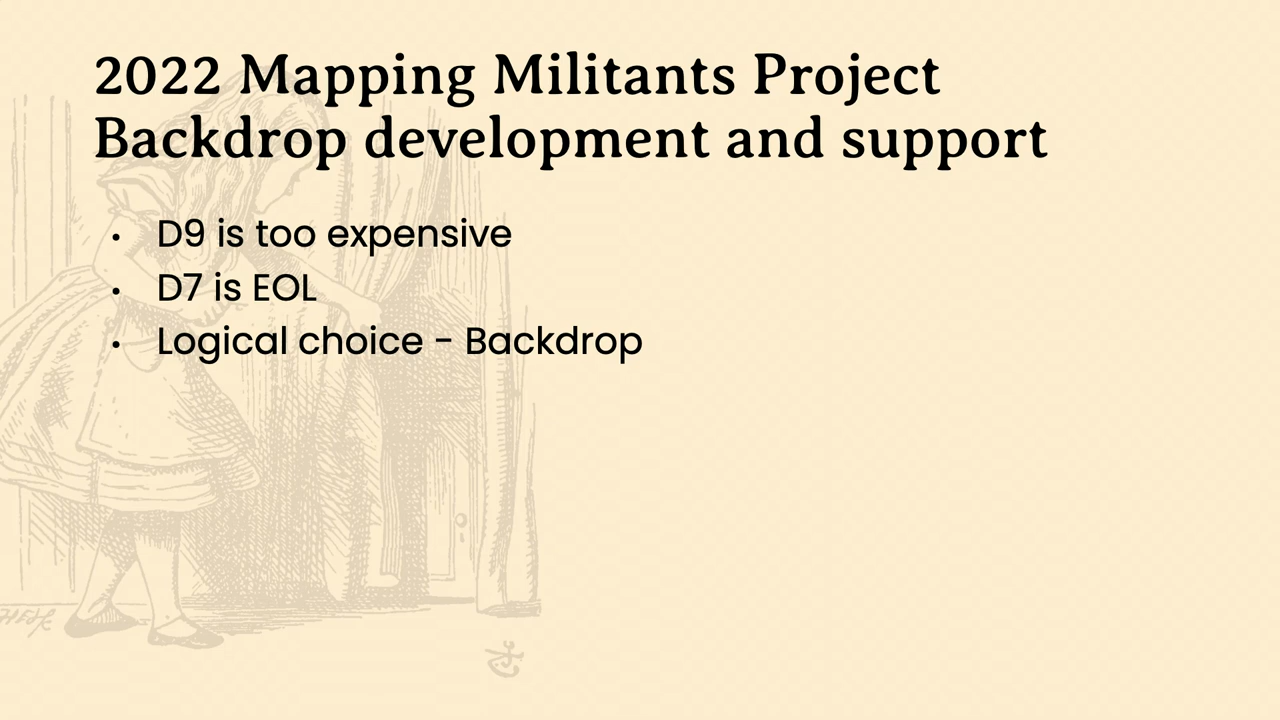 2022 Mapping Militants Project
Backdrop development and support
• D9 is too expensive
• D7 is EOL
• Logical choice - Backdrop